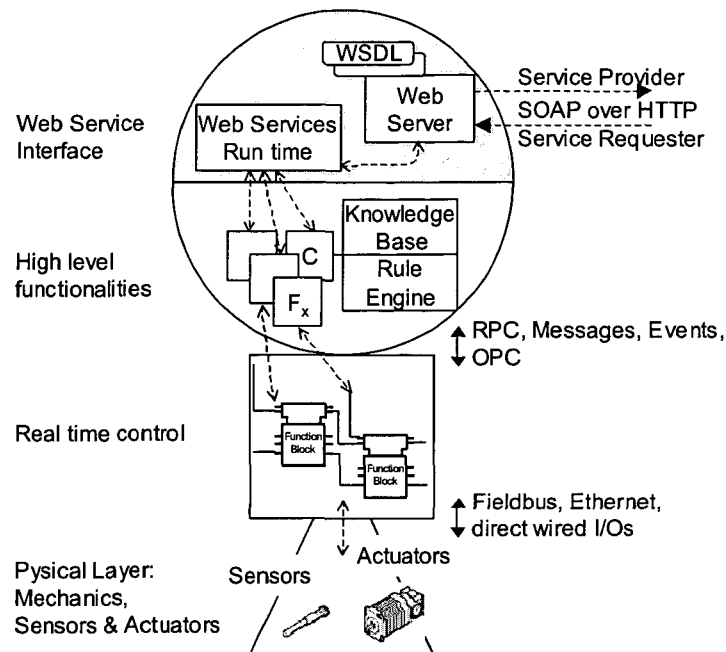 WSDL
Web
Server
Service Provider
SOAP over HTTP
Service Requester
Web Service
Interface
Web Services
Run time
High level
functionalities
C
F_x
Knowledge
Base
Rule
Engine
RPC, Messages, Events,
OPC
Real time control
Function
Block
Function
Block
Fieldbus, Ethernet,
direct wired I/Os
Pysical Layer:
Mechanics,
Sensors & Actuators
Sensors
Actuators